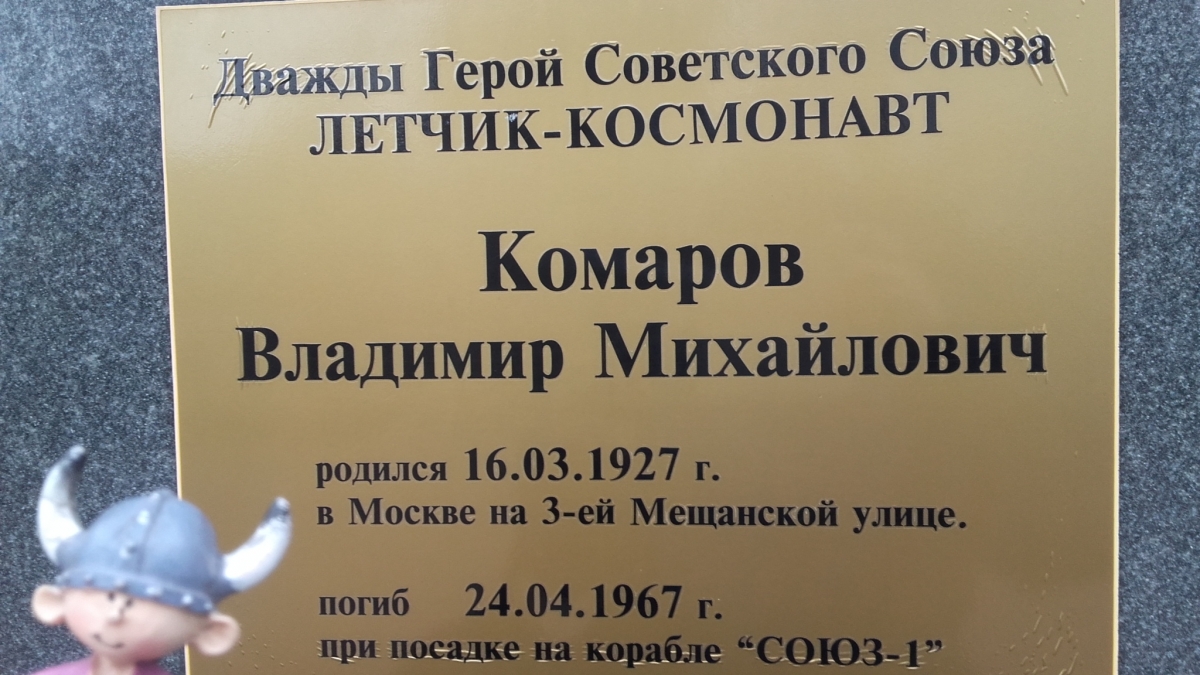 Дважды Герой Советского Союза
ЛЕТЧИК-КОСМОНАВТ
Комаров
Владимир Михайлович
родился 16.03.1927 г.
в Москве на 3-ей Мещанской улице.
погиб 24.04.1967 г.
при посадке на корабле “СОЮЗ-1”